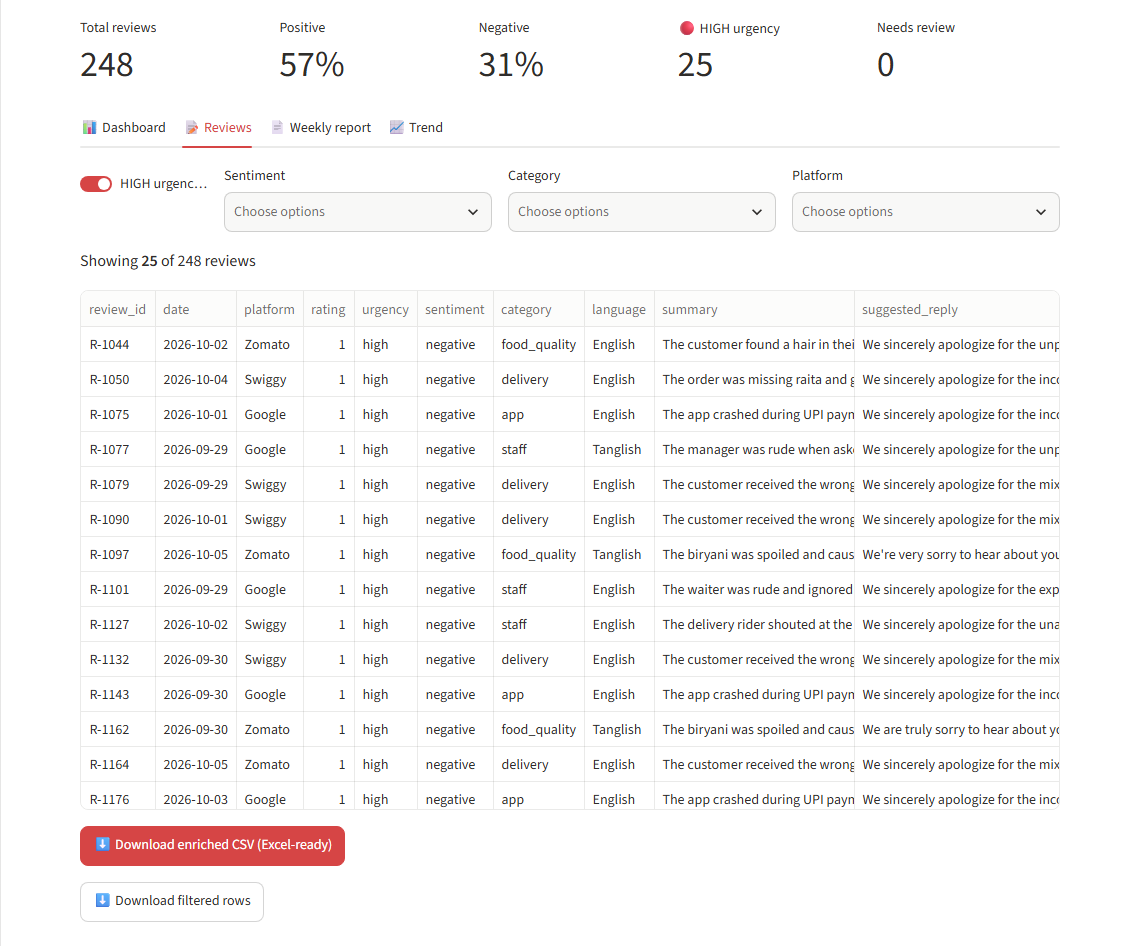 Total reviews Positive Negative HIGH urgency Needs review
248 57% 31% 25 0
Dashboard Reviews Weekly report Trend
Sentiment Category Platform
HIGH urgenc… Choose options Choose options Choose options
Showing 25 of 248 reviews
review_id date platform rating urgency sentiment category language summary suggested_reply
R-1044 2026-10-02 Zomato 1 high negative food_quality English The customer found a hair in thei We sincerely apologize for the unp
R-1050 2026-10-04 Swiggy 1 high negative delivery English The order was missing raita and g We sincerely apologize for the inco
R-1075 2026-10-01 Google 1 high negative app English The app crashed during UPI payn We sincerely apologize for the inco
R-1077 2026-09-29 Google 1 high negative staff Tanglish The manager was rude when ask We sincerely apologize for the unp
R-1079 2026-09-29 Swiggy 1 high negative delivery English The customer received the wrong We sincerely apologize for the mix
R-1090 2026-10-01 Swiggy 1 high negative delivery English The customer received the wrong We sincerely apologize for the mix
R-1097 2026-10-05 Zomato 1 high negative food_quality Tanglish The biryani was spoiled and caus We're very sorry to hear about you
R-1101 2026-09-29 Google 1 high negative staff English The waiter was rude and ignored We sincerely apologize for the exp
R-1127 2026-10-02 Swiggy 1 high negative staff English The delivery rider shouted at the We sincerely apologize for the una
R-1132 2026-09-30 Swiggy 1 high negative delivery English The customer received the wrong We sincerely apologize for the mix
R-1143 2026-09-30 Google 1 high negative app English The app crashed during UPI payn We sincerely apologize for the inco
R-1162 2026-09-30 Zomato 1 high negative food_quality Tanglish The biryani was spoiled and caus We are truly sorry to hear about yo
R-1164 2026-10-05 Zomato 1 high negative delivery English The customer received the wrong We sincerely apologize for the mix
R-1176 2026-10-03 Google 1 high negative app English The app crashed during UPI payn We sincerely apologize for the inco
Download enriched CSV (Excel-ready)
Download filtered rows